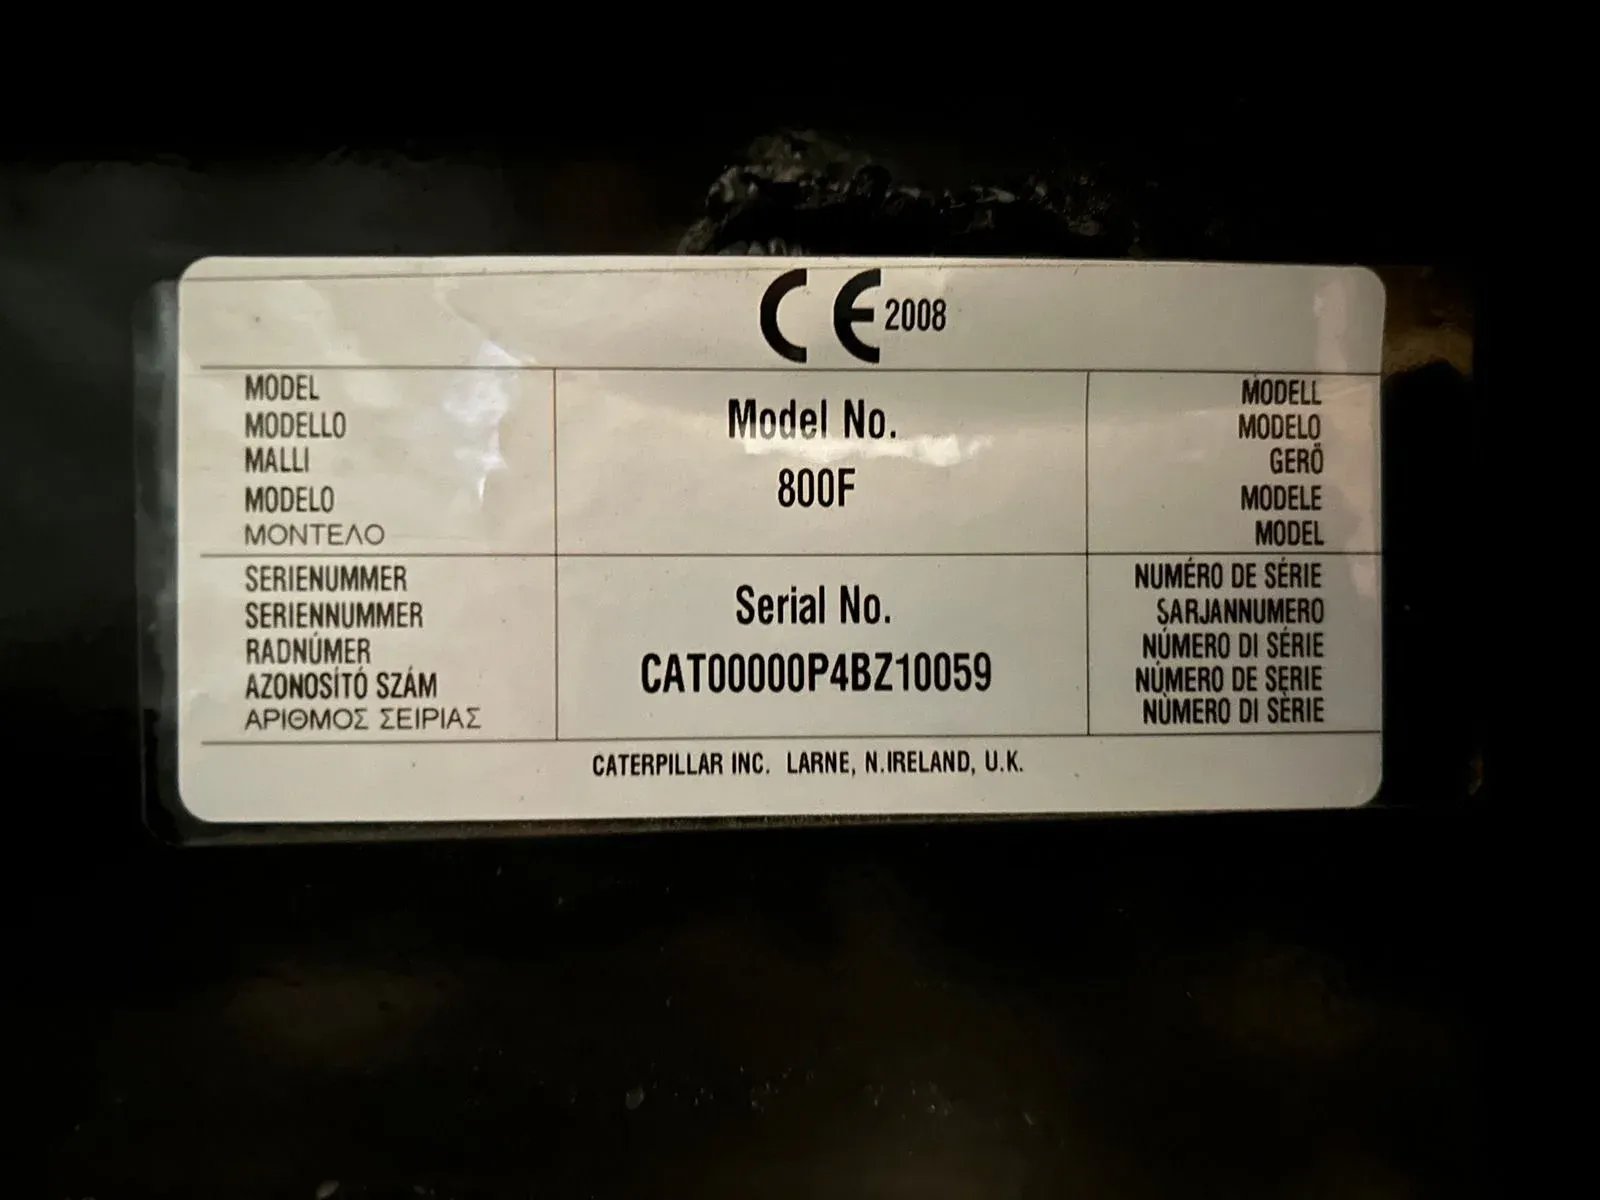 CE 2008
MODEL
MODELLO
MALLI
MODELO
ΜΟΝΤΕΛΟ
Model No.
800F
MODELL
MODELO
GERÖ
MODELE
MODEL
SERIENUMMER
SERIENNUMMER
RADNÚMER
AZONOSÍTÓ SZÁM
ΑΡΙΘΜΟΣ ΣΕΙΡΙΑΣ
Serial No.
CAT00000P4BZ10059
NUMÉRO DE SÉRIE
SARJANNUMERO
NÚMERO DI SÉRIE
NÚMERO DE SERIE
NÙMERO DI SÈRIE
CATERPILLAR INC. LARNE, N.IRELAND, U.K.